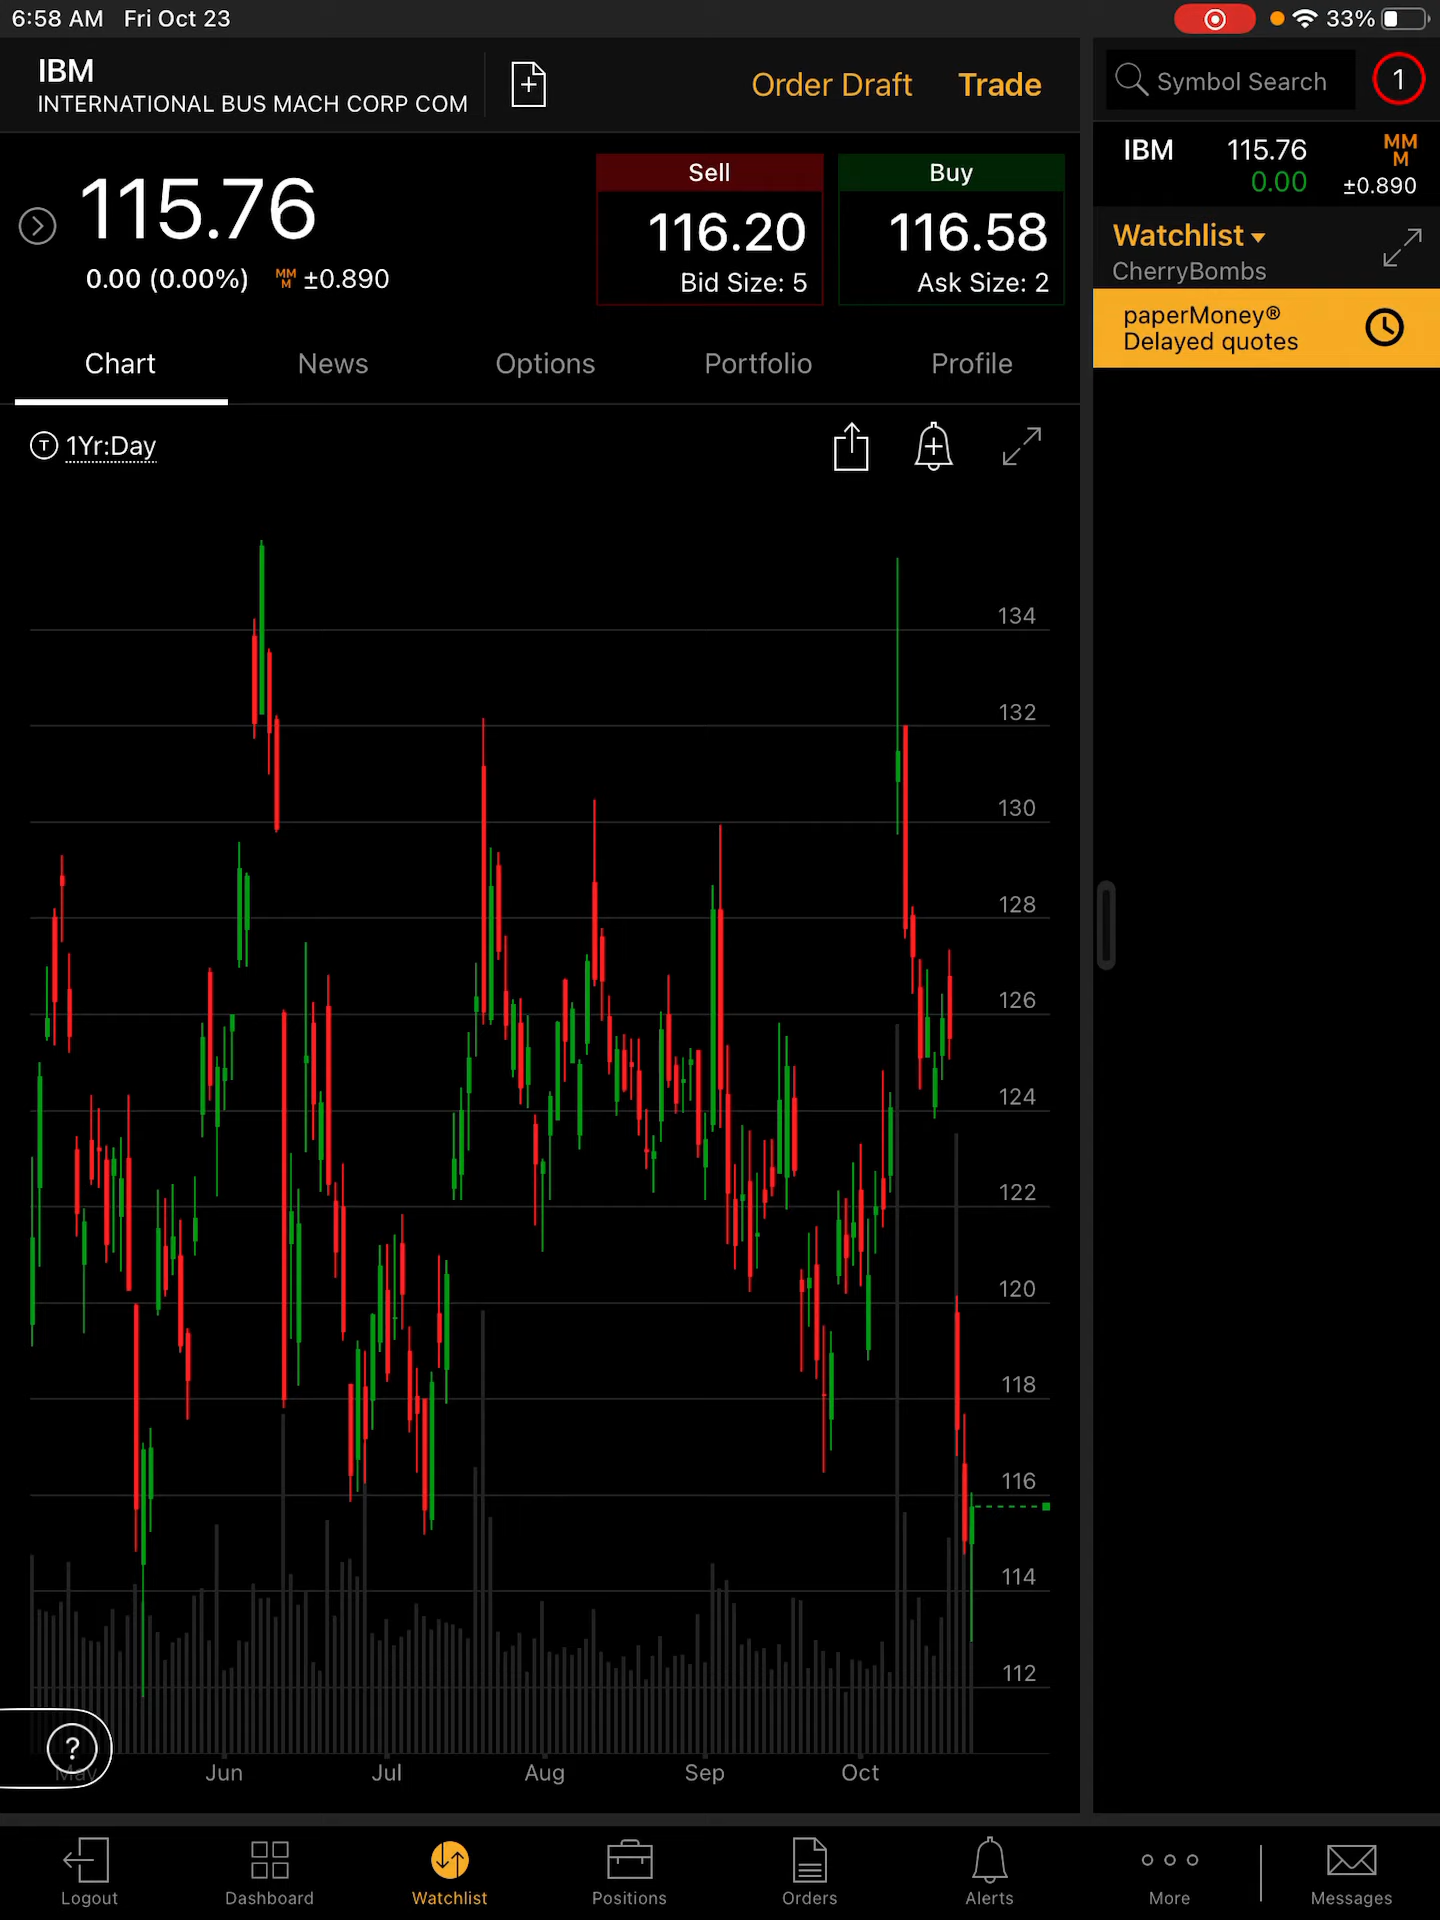 6:58 AM Fri Oct 23
33%
IBM
INTERNATIONAL BUS MACH CORP COM
Order Draft
Trade
Symbol Search
1
115.76
0.00 (0.00%)
MM
M
±0.890
Sell
116.20
Bid Size: 5
Buy
116.58
Ask Size: 2
IBM
115.76
0.00
MM
M
±0.890
Watchlist
CherryBombs
paperMoney®
Delayed quotes
Chart
News
Options
Portfolio
Profile
T 1Yr:Day
134
132
130
128
126
124
122
120
118
116
114
112
?
May
Jun
Jul
Aug
Sep
Oct
Logout
Dashboard
Watchlist
Positions
Orders
Alerts
More
Messages